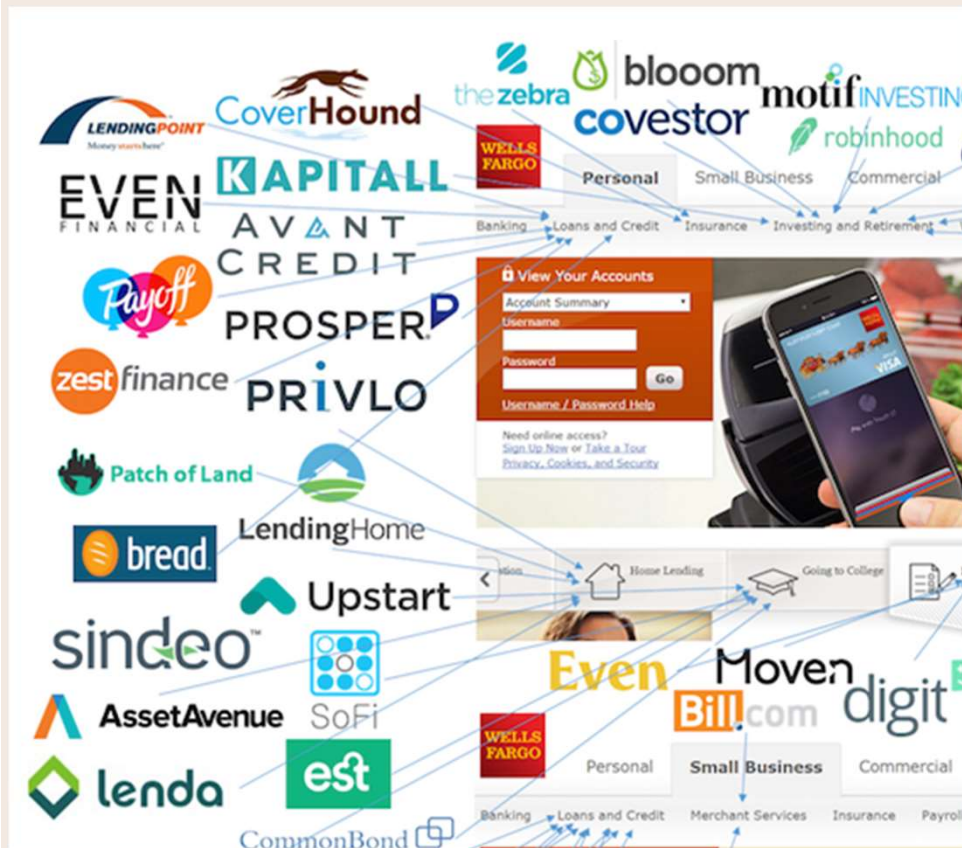 the zebra
blooom
motif INVESTING
covestor
robinhood
CoverHound
LENDINGPOINT
Money starts here
WELLS
FARGO
Personal
Small Business
Commercial
KAPITALL
EVEN
FINANCIAL
AVANT
CREDIT
Banking
Loans and Credit
Insurance
Investing and Retirement
Payoff
PROSPER
zest finance
PRIVLO
View Your Accounts
Account Summary
Username
Password
Go
Username / Password Help
Need online access?
Sign Up Now or Take a Tour
Privacy, Cookies, and Security
VISA
Patch of Land
LendingHome
bread
Home Lending
Going to College
Upstart
sindeo™
SoFi
AssetAvenue
lenda
est
CommonBond
Even
Moven
Bill.com
digit
WELLS
FARGO
Personal
Small Business
Commercial
Banking
Loans and Credit
Merchant Services
Insurance
Payrol